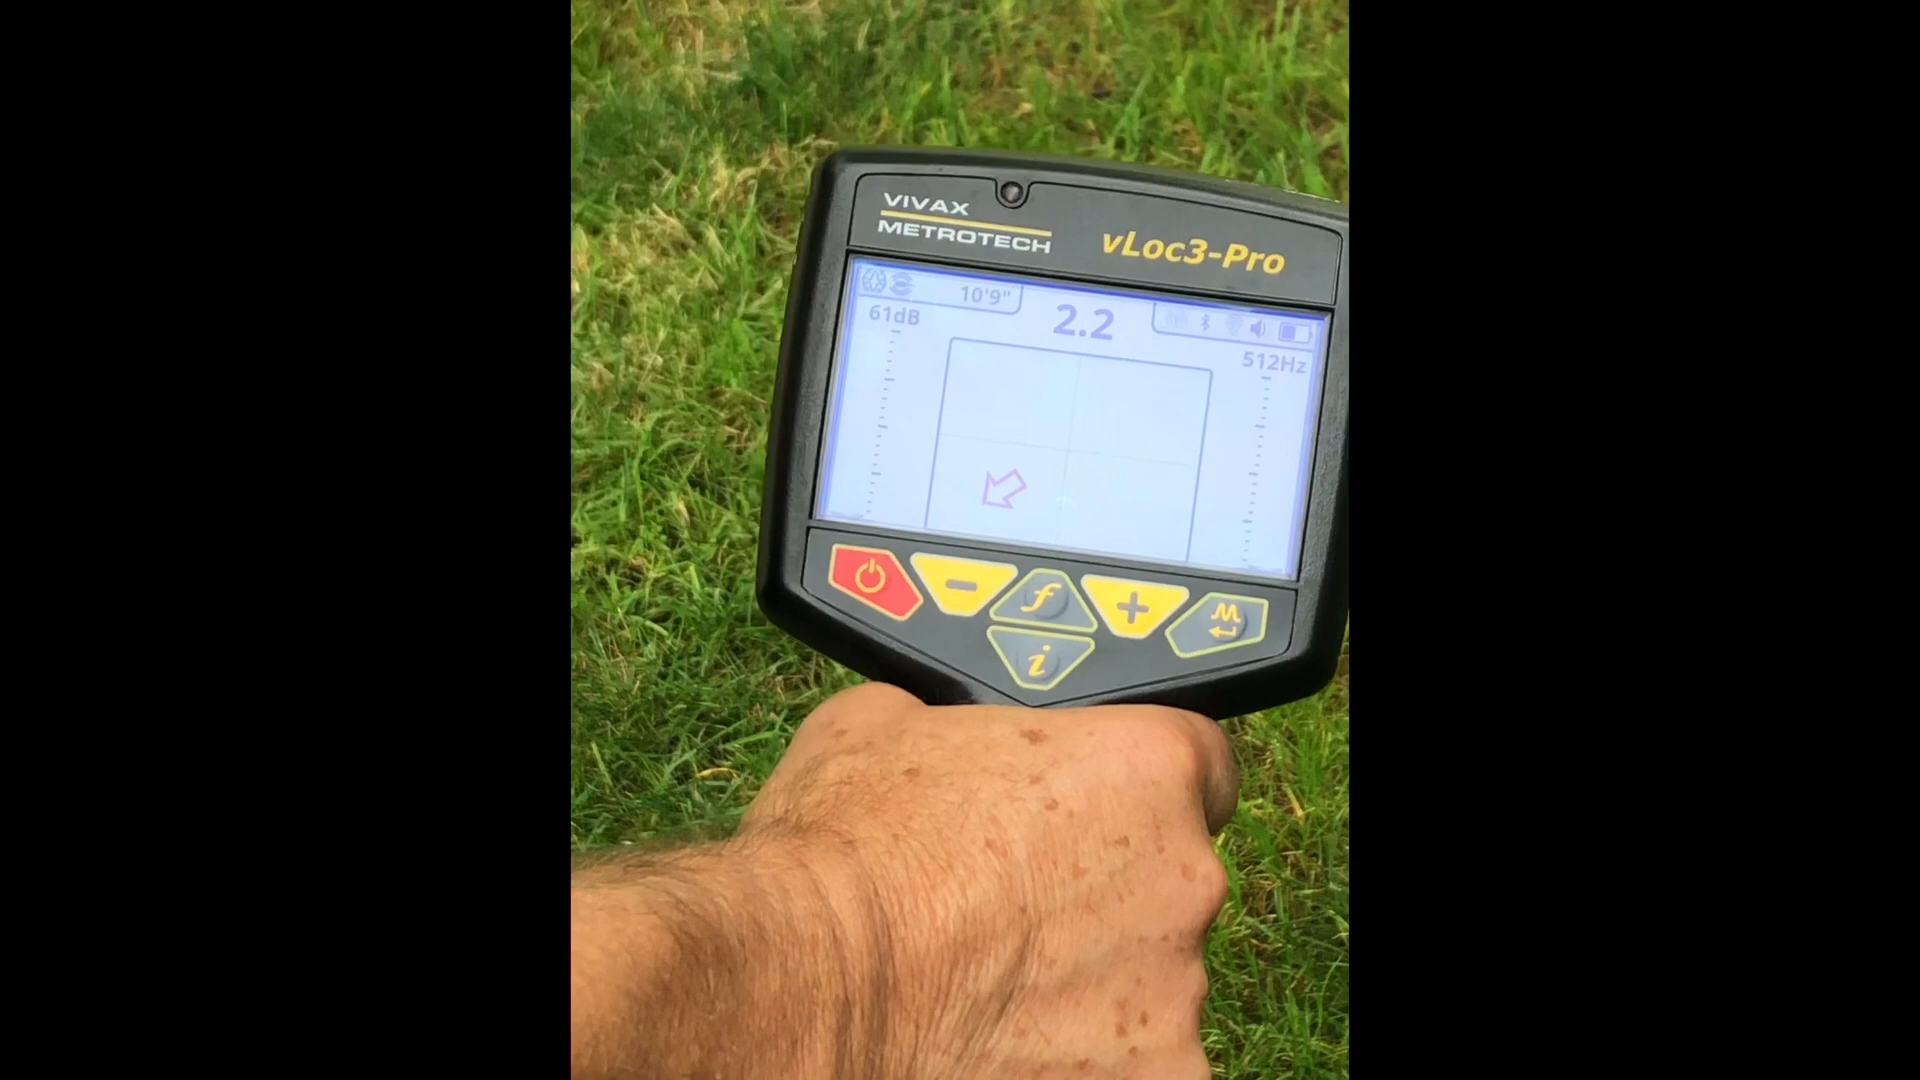 VIVAX
METROTECH
vLoc3-Pro
10'9"
2.2
61dB
512Hz
f
i